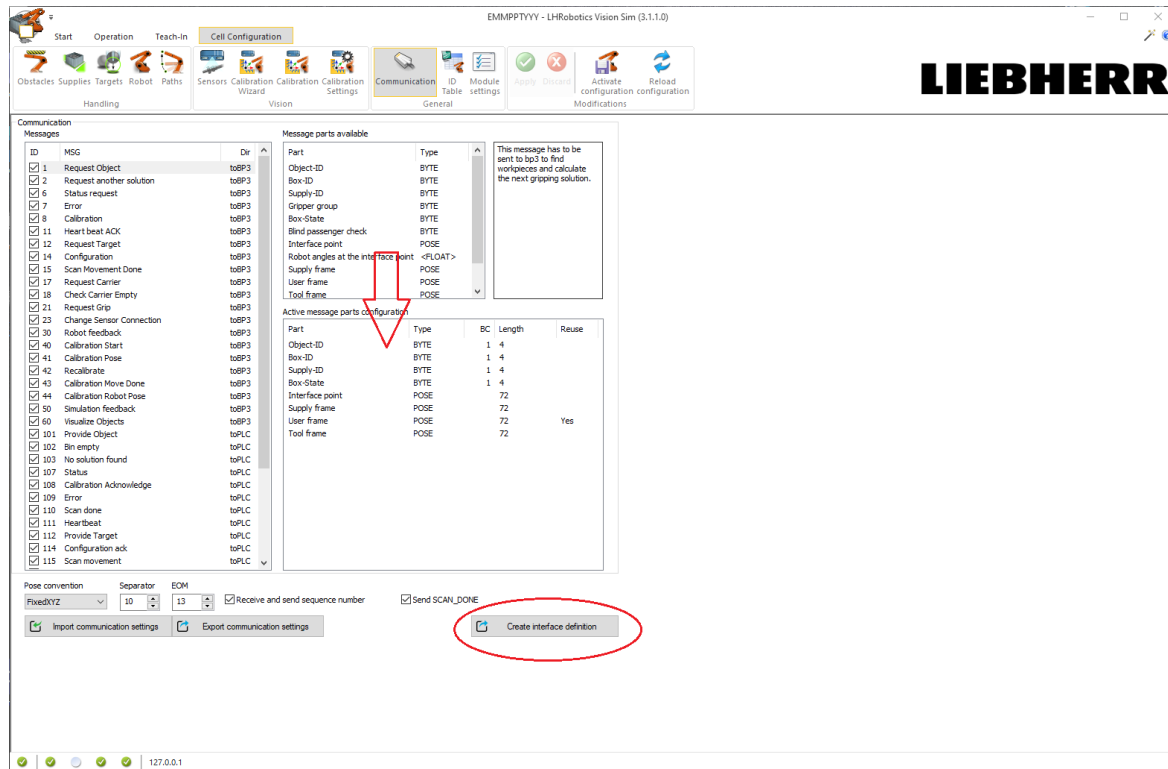 EMMPPTYYY - LHRobotics Vision Sim (3.1.1.0)
Start Operation Teach-In Cell Configuration
Obstacles Supplies Targets Robot Paths Sensors Calibration Wizard Calibration Calibration Settings Communication ID Table Module settings Apply Discard Activate configuration Reload configuration
Handling Vision General Modifications
LIEBHERR
Communication
Messages
ID MSG Dir
1 Request Object toBP3
2 Request another solution toBP3
6 Status request toBP3
7 Error toBP3
8 Calibration toBP3
11 Heart beat ACK toBP3
12 Request Target toBP3
14 Configuration toBP3
15 Scan Movement Done toBP3
17 Request Carrier toBP3
18 Check Carrier Empty toBP3
21 Request Grip toBP3
23 Change Sensor Connection toBP3
30 Robot feedback toBP3
40 Calibration Start toBP3
41 Calibration Pose toBP3
42 Recalibrate toBP3
43 Calibration Move Done toBP3
44 Calibration Robot Pose toBP3
50 Simulation feedback toBP3
60 Visualize Objects toBP3
101 Provide Object toPLC
102 Bin empty toPLC
103 No solution found toPLC
107 Status toPLC
108 Calibration Acknowledge toPLC
109 Error toPLC
110 Scan done toPLC
111 Heartbeat toPLC
112 Provide Target toPLC
114 Configuration ack toPLC
115 Scan movement toPLC
Message parts available
Part Type
Object-ID BYTE
Box-ID BYTE
Supply-ID BYTE
Gripper group BYTE
Box-State BYTE
Blind passenger check BYTE
Interface point POSE
Robot angles at the interface point <FLOAT>
Supply frame POSE
User frame POSE
Tool frame POSE
This message has to be
sent to bp3 to find
workpieces and calculate
the next gripping solution.
Active message parts configuration
Part Type BC Length Reuse
Object-ID BYTE 1 4
Box-ID BYTE 1 4
Supply-ID BYTE 1 4
Box-State BYTE 1 4
Interface point POSE 72
Supply frame POSE 72
User frame POSE 72 Yes
Tool frame POSE 72
Pose convention Separator EOM
FixedXYZ 10 13 Receive and send sequence number Send SCAN_DONE
Import communication settings Export communication settings Create interface definition
127.0.0.1